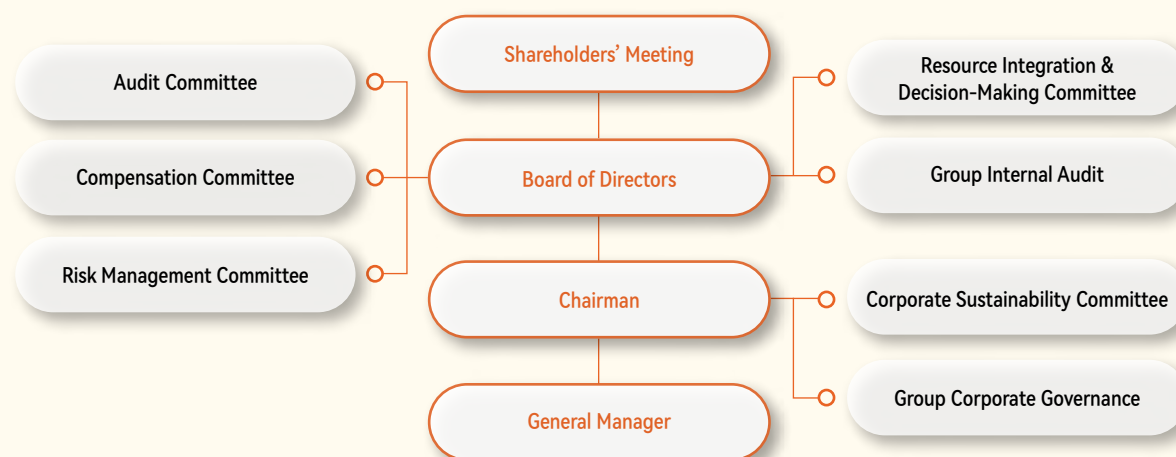 Shareholders’ Meeting
Audit Committee
Resource Integration &
Decision-Making Committee
Compensation Committee
Board of Directors
Group Internal Audit
Risk Management Committee
Chairman
Corporate Sustainability Committee
General Manager
Group Corporate Governance